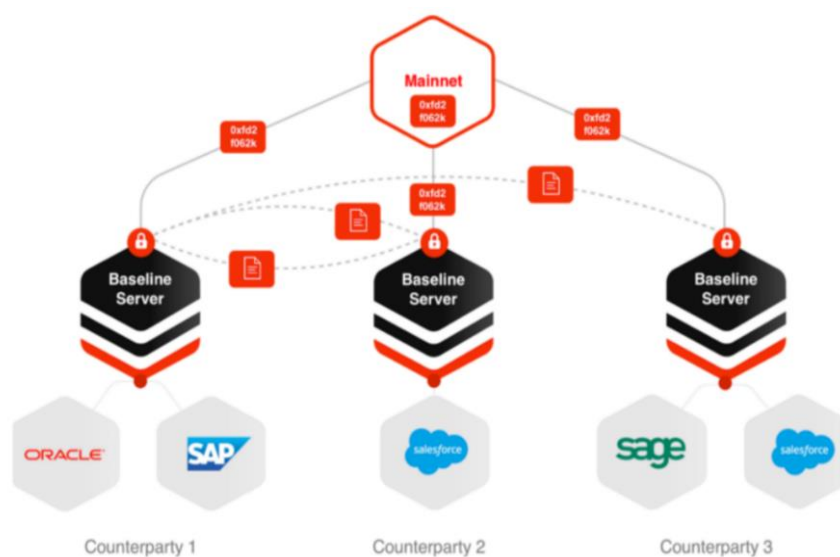 Mainnet
0xfd2
f062k
0xfd2
f062k
0xfd2
f062k
0xfd2
f062k
Baseline
Server
Baseline
Server
Baseline
Server
ORACLE
SAP
salesforce
sage
salesforce
Counterparty 1
Counterparty 2
Counterparty 3